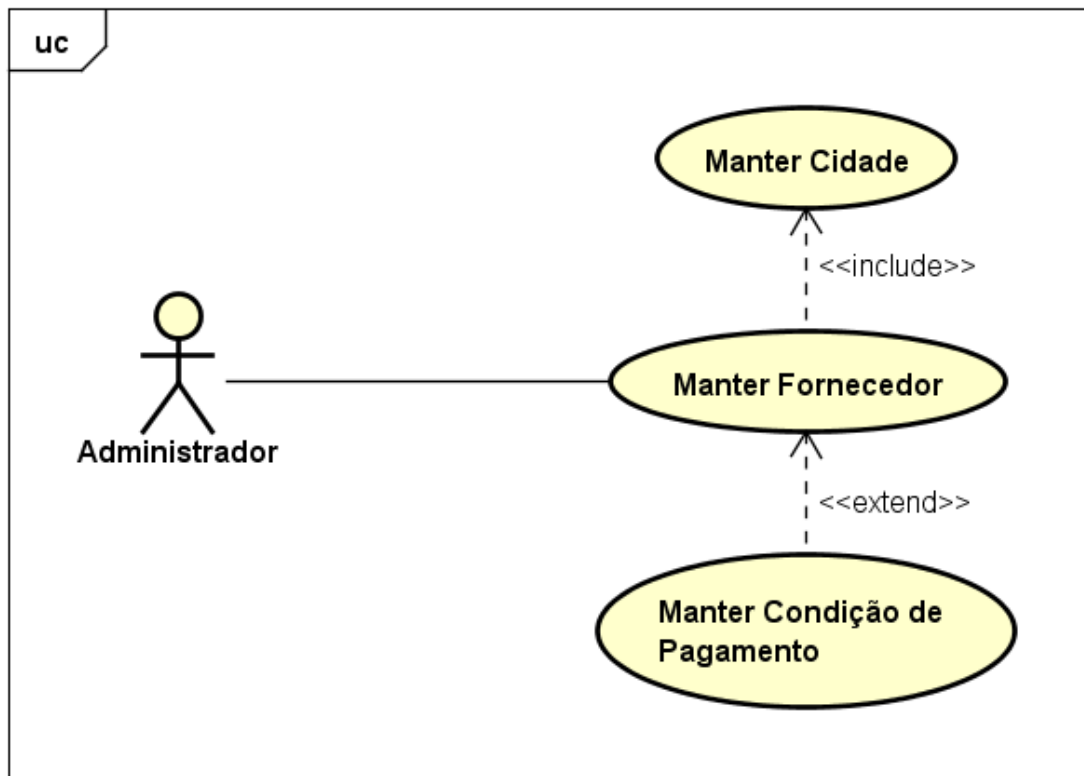 uc
Manter Cidade
<<include>>
Manter Fornecedor
Administrador
<<extend>>
Manter Condição de
Pagamento